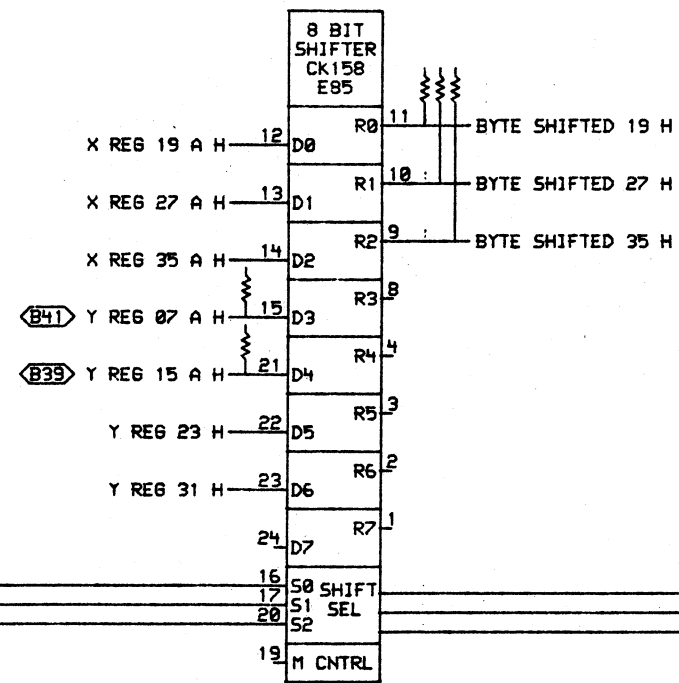 8 BIT
SHIFTER
CK158
E85
X REG 19 A H 12 D0 R0 11 BYTE SHIFTED 19 H
X REG 27 A H 13 D1 R1 10 BYTE SHIFTED 27 H
X REG 35 A H 14 D2 R2 9 BYTE SHIFTED 35 H
B41 Y REG 07 A H 15 D3 R3 8
B39 Y REG 15 A H 21 D4 R4 4
Y REG 23 H 22 D5 R5 3
Y REG 31 H 23 D6 R6 2
24 D7 R7 1
16 S0 SHIFT
17 S1 SEL
20 S2
19 M CNTRL